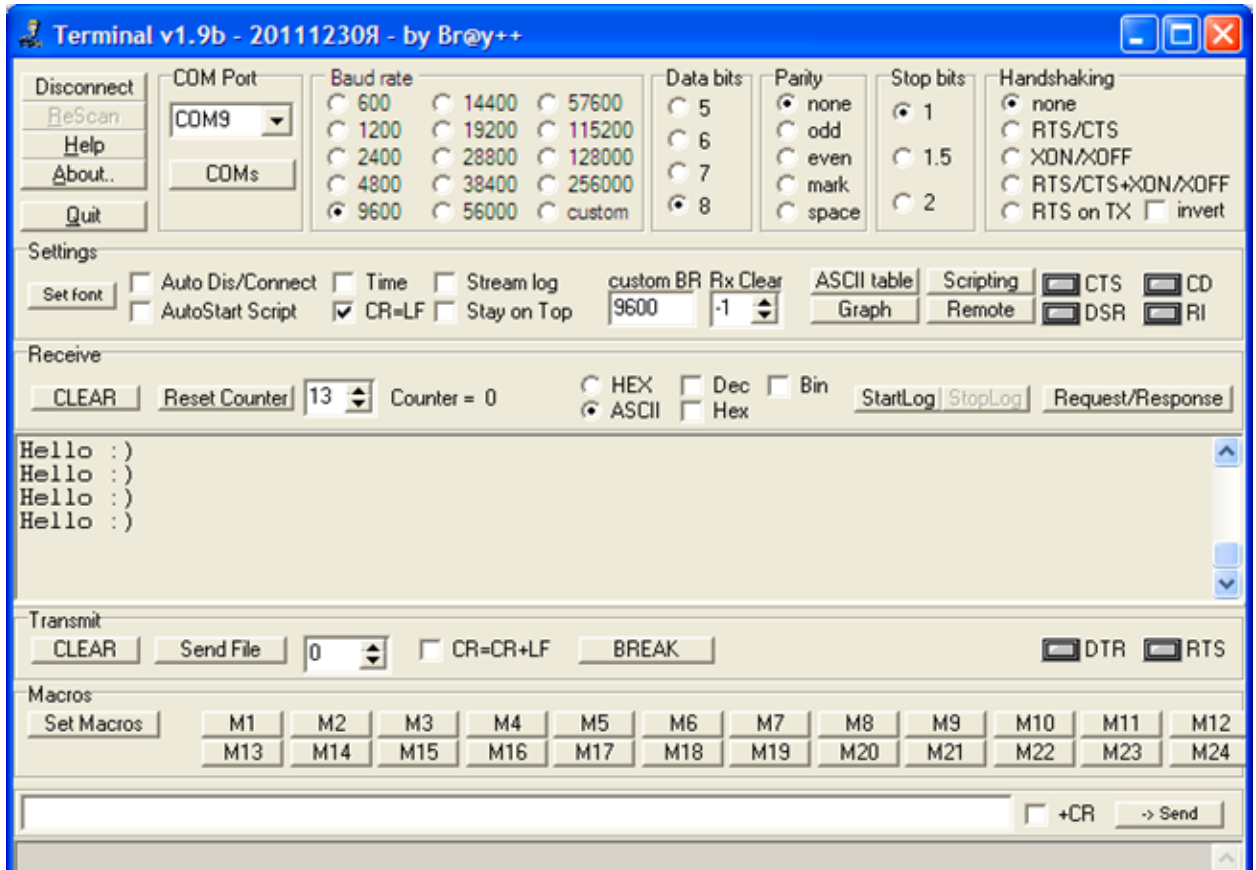 Terminal v1.9b - 20111230Я - by Br@y++
Disconnect
ReScan
Help
About..
Quit
COM Port
COM9
COMs
Baud rate
600 14400 57600
1200 19200 115200
2400 28800 128000
4800 38400 256000
9600 56000 custom
Data bits
5
6
7
8
Parity
none
odd
even
mark
space
Stop bits
1
1.5
2
Handshaking
none
RTS/CTS
XON/XOFF
RTS/CTS+XON/XOFF
RTS on TX invert
Settings
Set font
Auto Dis/Connect Time Stream log
AutoStart Script CR=LF Stay on Top
custom BR Rx Clear
9600 -1
ASCII table Scripting CTS CD
Graph Remote DSR RI
Receive
CLEAR Reset Counter 13 Counter = 0
HEX Dec Bin
ASCII Hex
StartLog StopLog Request/Response
Hello :)
Hello :)
Hello :)
Hello :)
Transmit
CLEAR Send File 0 CR=CR+LF BREAK DTR RTS
Macros
Set Macros M1 M2 M3 M4 M5 M6 M7 M8 M9 M10 M11 M12
M13 M14 M15 M16 M17 M18 M19 M20 M21 M22 M23 M24
+CR -> Send